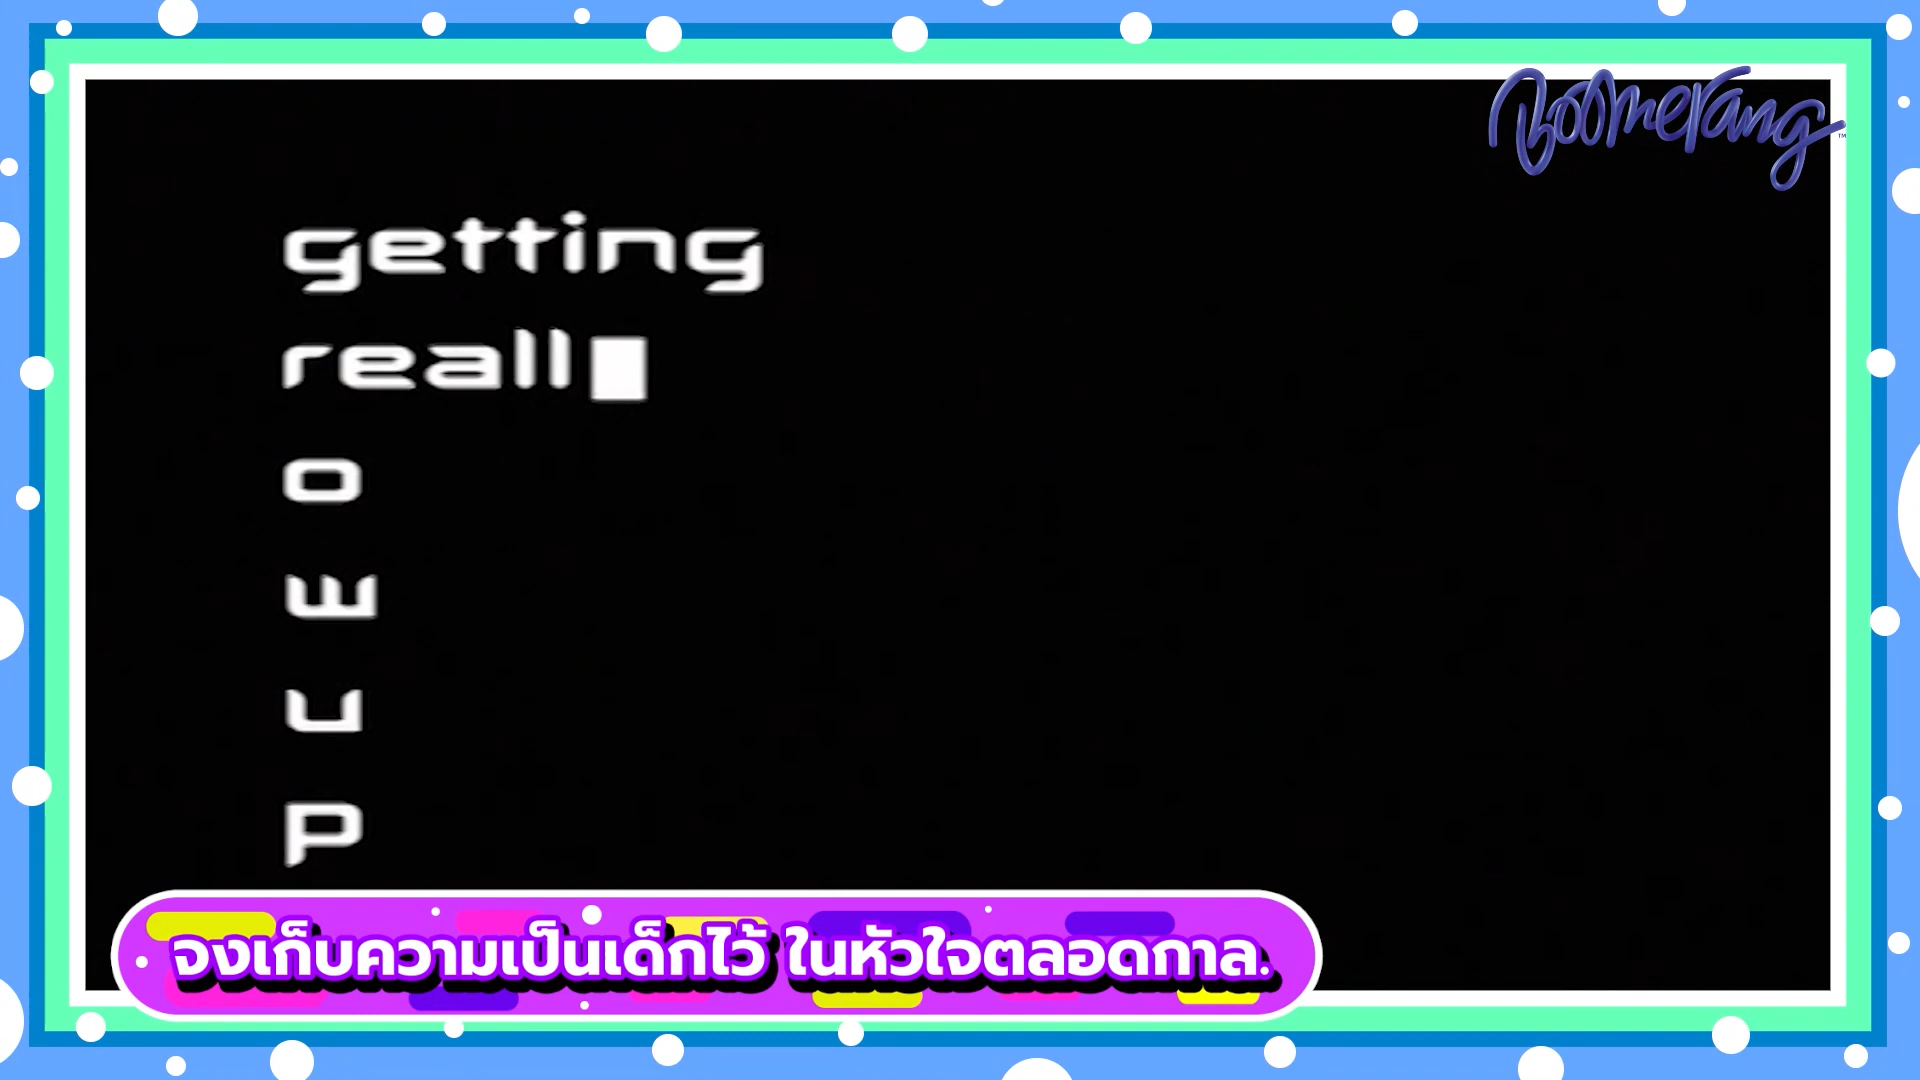 Boomerang™
getting
reall
o
w
u
p
จงเก็บความเป็นเด็กไว้ ในหัวใจตลอดกาล.